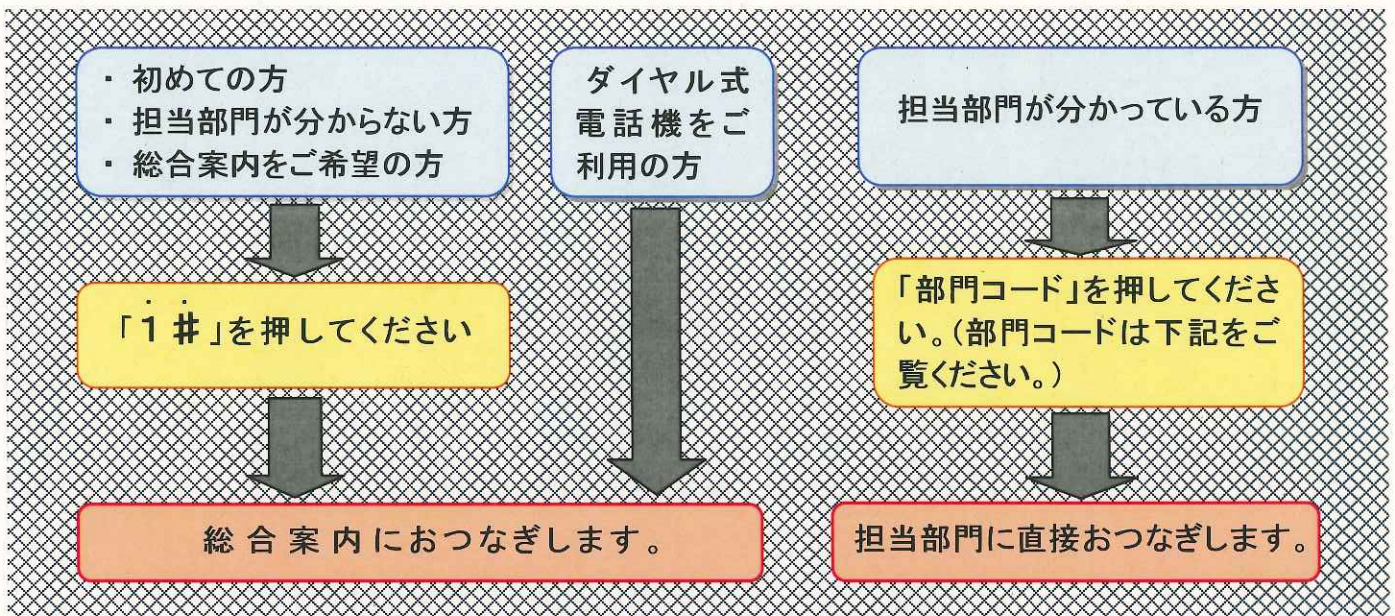 ・ 初めての方
・ 担当部門が分からない方
・ 総合案内をご希望の方
ダイヤル式
電話機をご
利用の方
担当部門が分かっている方
「1#」を押してください
「部門コード」を押してくださ
い。(部門コードは下記をご
覧ください。)
総合案内におつなぎします。
担当部門に直接おつなぎします。